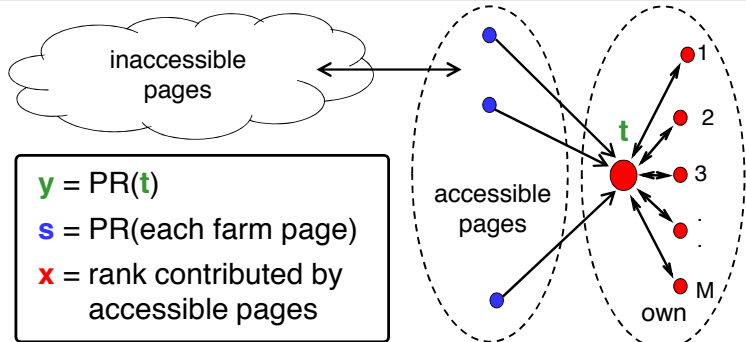 inaccessible
pages
t
1
2
3
.
.
M
own
accessible
pages
y = PR(t)
s = PR(each farm page)
x = rank contributed by
accessible pages